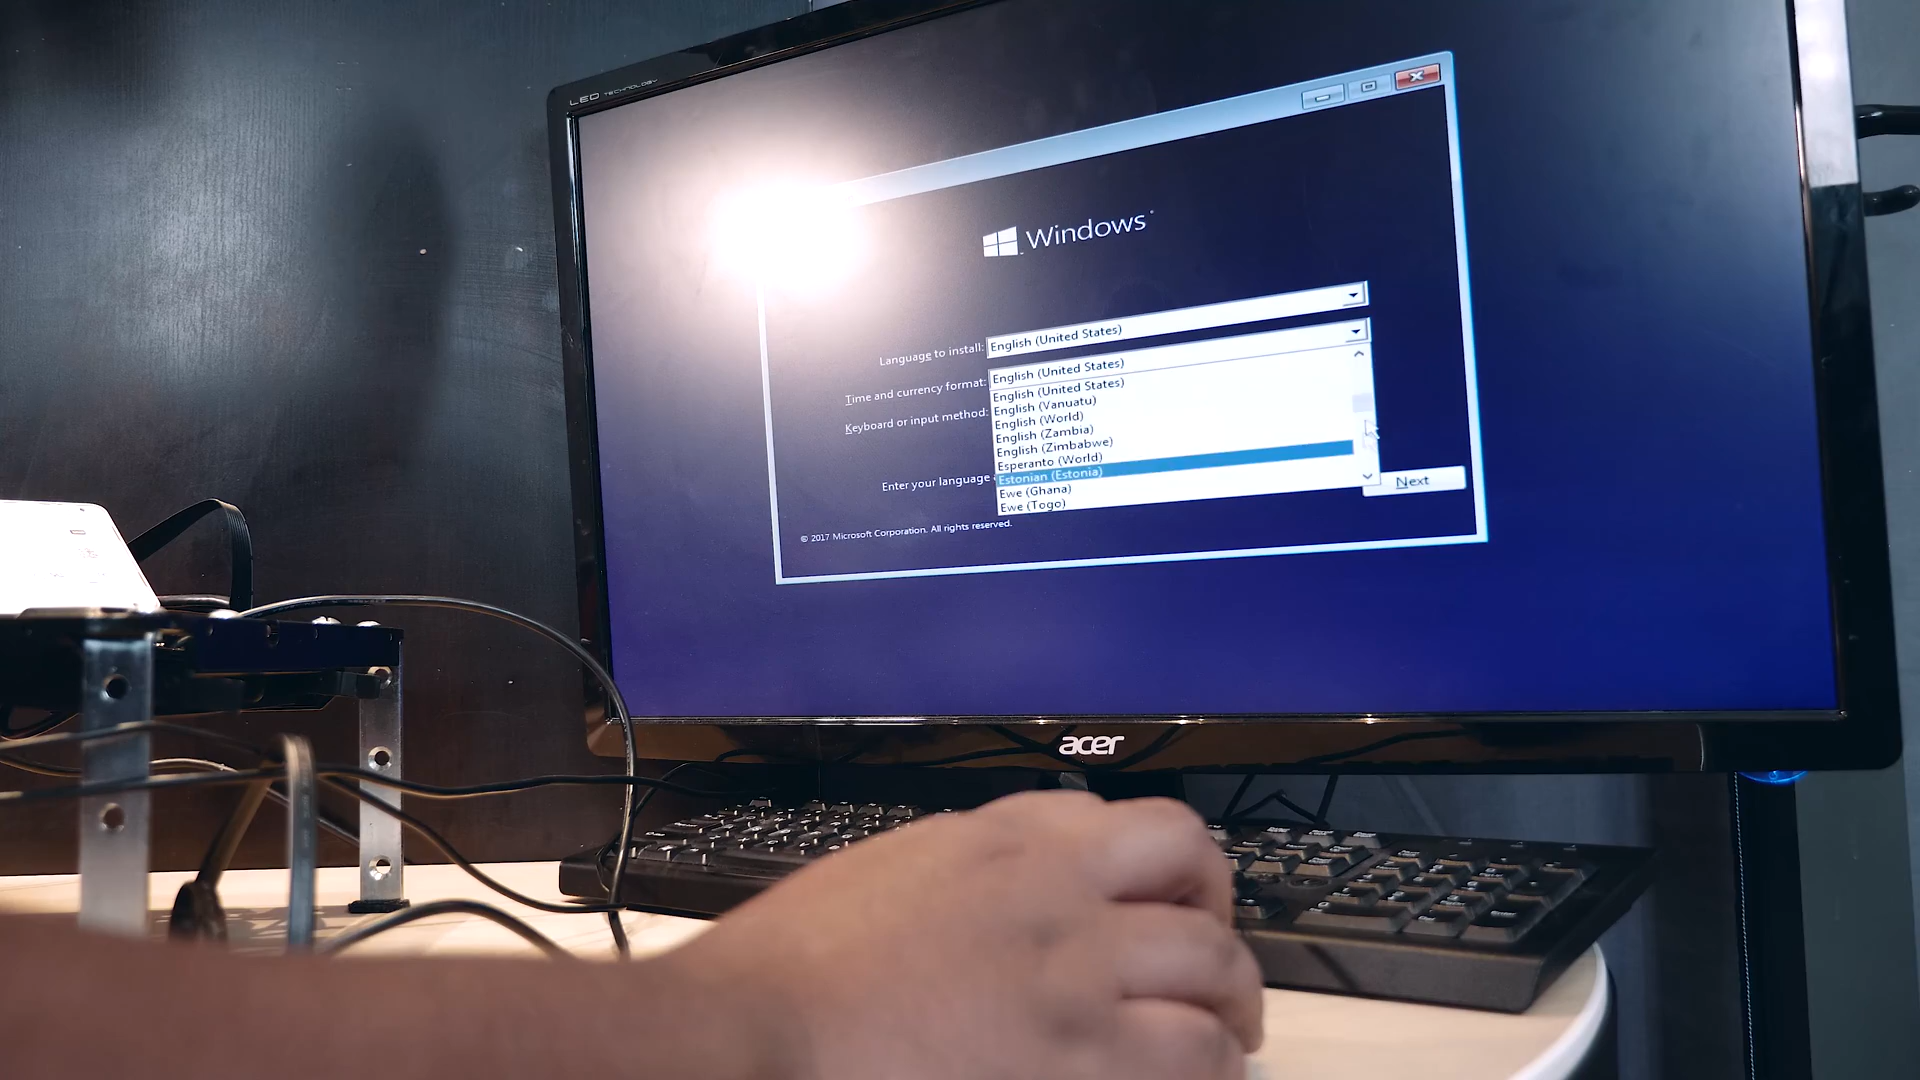 LED TECHNOLOGY
Windows
Language to install: English (United States)
Time and currency format: English (United States)
English (United States)
English (Vanuatu)
Keyboard or input method:
English (World)
English (Zambia)
English (Zimbabwe)
Esperanto (World)
Estonian (Estonia)
Ewe (Ghana)
Ewe (Togo)
Enter your language
Next
© 2017 Microsoft Corporation. All rights reserved.
acer